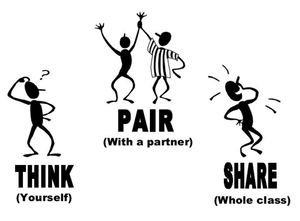 ?
PAIR
(With a partner)
THINK
(Yourself)
SHARE
(Whole class)